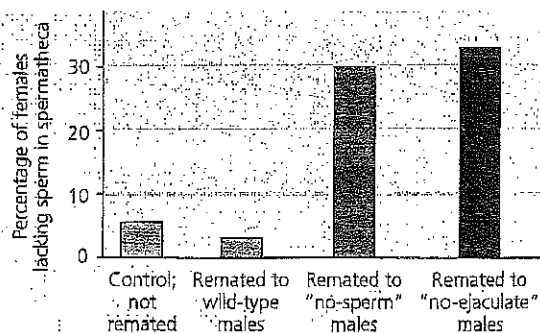 Percentage of females
lacking sperm in spermatheca
30
20
10
0
Control;
not
remated
Remated to
wild-type
males
Remated to
"no-sperm"
males
Remated to
"no-ejaculate"
males